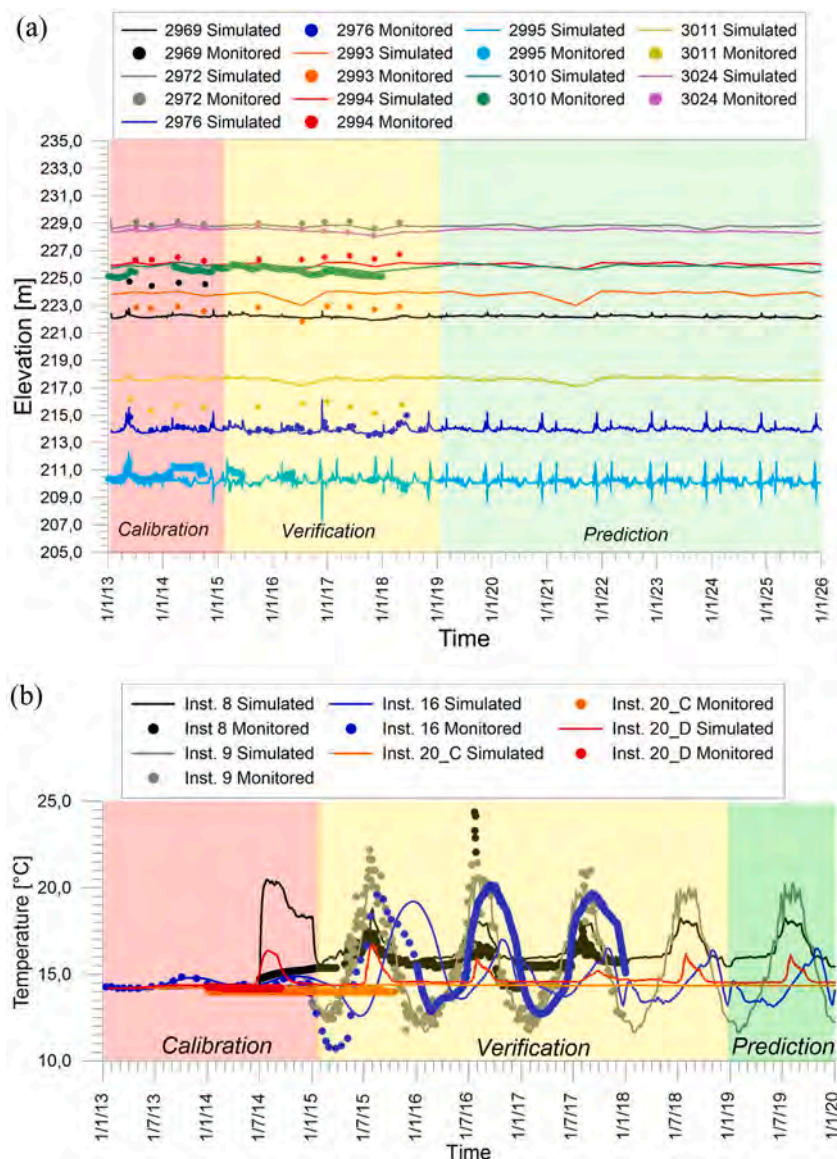 (a)
2969 Simulated 2976 Monitored 2995 Simulated 3011 Simulated
2969 Monitored 2993 Simulated 2995 Monitored 3011 Monitored
2972 Simulated 2993 Monitored 3010 Simulated 3024 Simulated
2972 Monitored 2994 Simulated 3010 Monitored 3024 Monitored
2976 Simulated 2994 Monitored
235,0
233,0
231,0
229,0
227,0
225,0
223,0
221,0
219,0
217,0
215,0
213,0
211,0
209,0
207,0
205,0
Elevation [m]
Calibration Verification Prediction
1/1/13 1/1/14 1/1/15 1/1/16 1/1/17 1/1/18 1/1/19 1/1/20 1/1/21 1/1/22 1/1/23 1/1/24 1/1/25 1/1/26
Time
(b)
Inst. 8 Simulated Inst. 16 Simulated Inst. 20_C Monitored
Inst 8 Monitored Inst. 16 Monitored Inst. 20_D Simulated
Inst. 9 Simulated Inst. 20_C Simulated Inst. 20_D Monitored
Inst. 9 Monitored
25,0
20,0
15,0
10,0
Temperature [°C]
Calibration Verification Prediction
1/1/13 1/7/13 1/1/14 1/7/14 1/1/15 1/7/15 1/1/16 1/7/16 1/1/17 1/7/17 1/1/18 1/7/18 1/1/19 1/7/19 1/1/20
Time